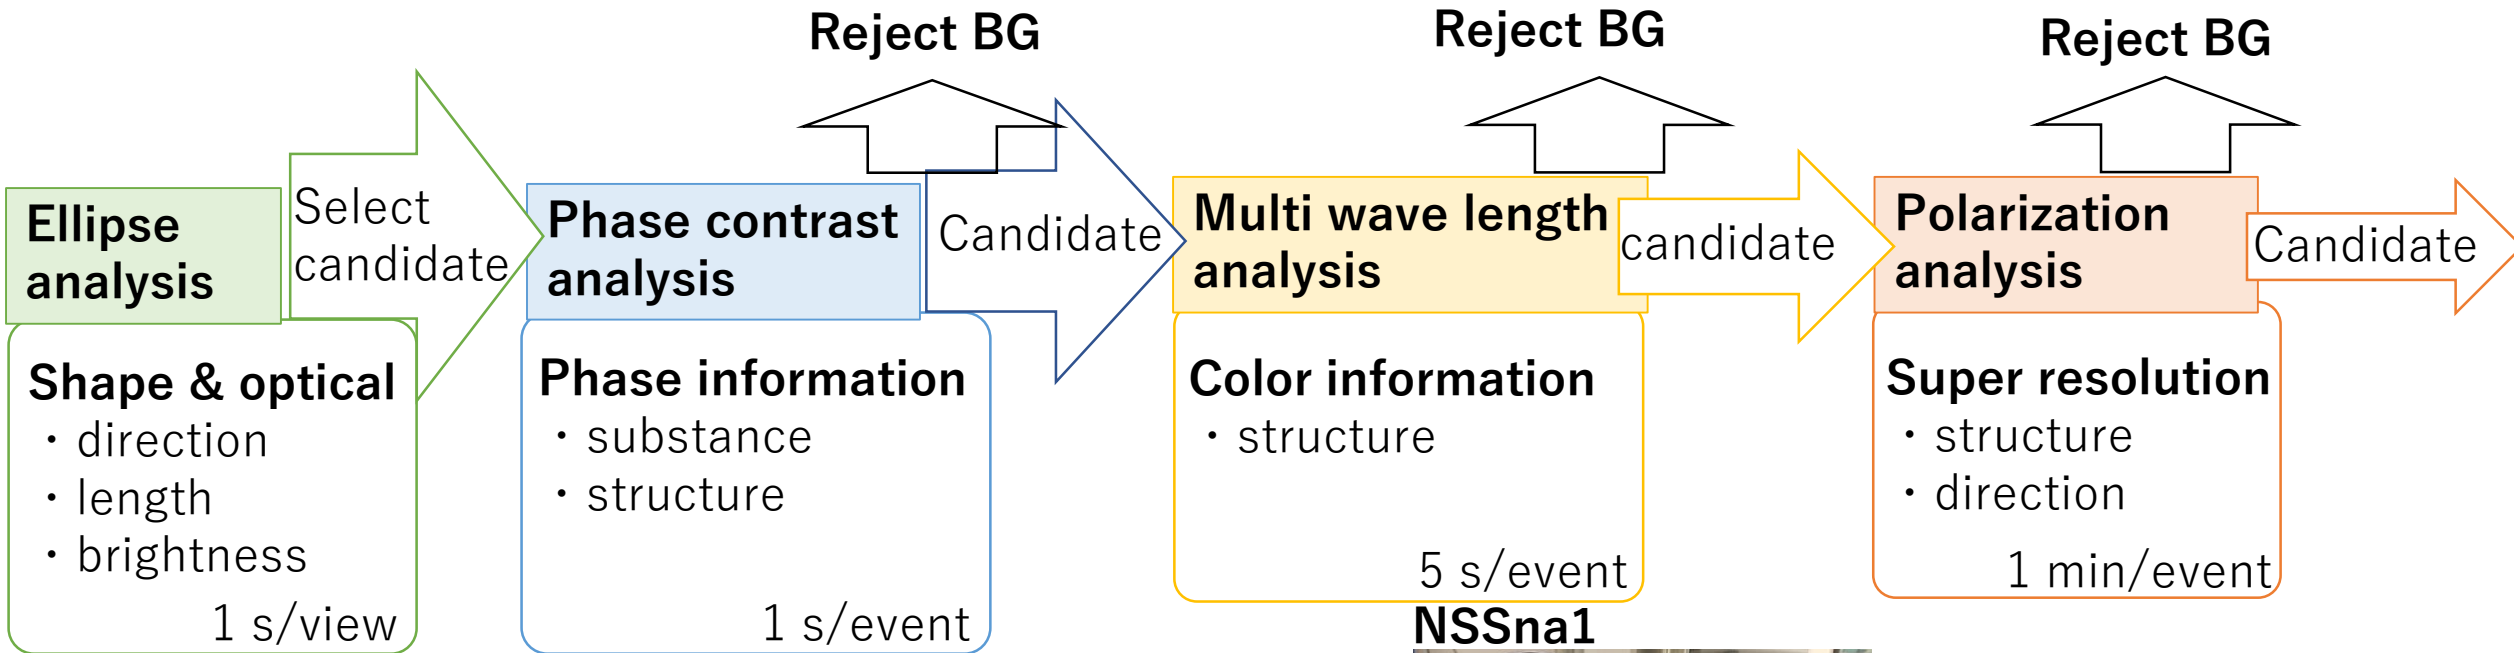 Reject BG
Reject BG
Reject BG
Ellipse
analysis
Select
candidate
Phase contrast
analysis
Candidate
Multi wave length
analysis
candidate
Polarization
analysis
Candidate
Shape & optical
・direction
・length
・brightness
1 s/view
Phase information
・substance
・structure
1 s/event
Color information
・structure
5 s/event
Super resolution
・structure
・direction
1 min/event
NSSna1